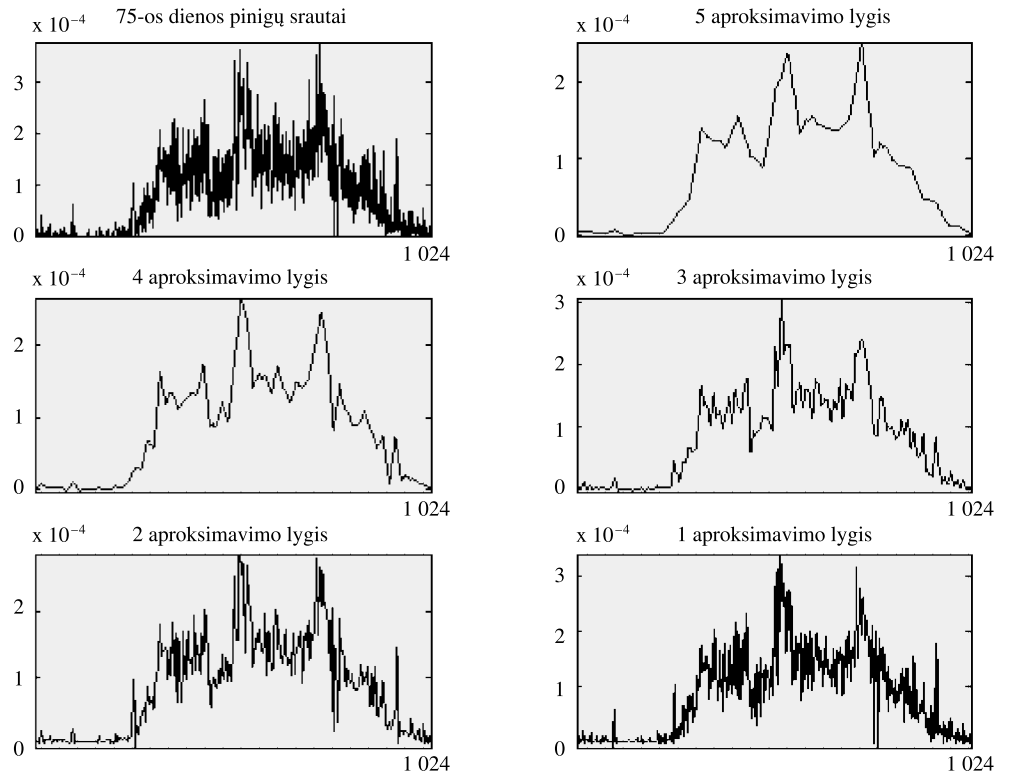 75-os dienos pinigų srautai
x 10⁻⁴
3
2
1
0
1 024
5 aproksimavimo lygis
x 10⁻⁴
2
1
0
1 024
4 aproksimavimo lygis
x 10⁻⁴
2
1
0
1 024
3 aproksimavimo lygis
x 10⁻⁴
3
2
1
0
1 024
2 aproksimavimo lygis
x 10⁻⁴
2
1
0
1 024
1 aproksimavimo lygis
x 10⁻⁴
3
2
1
0
1 024